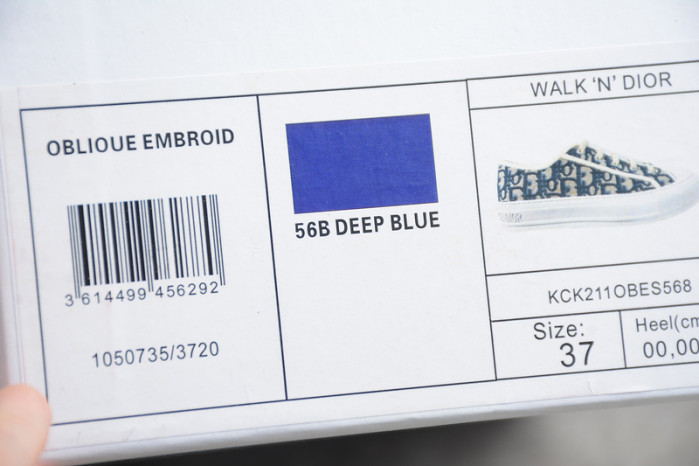 OBLIOUE EMBROID
3 614499 456292
1050735/3720
56B DEEP BLUE
WALK 'N' DIOR
KCK211OBES568
Size:
37
Heel(cm
00,00